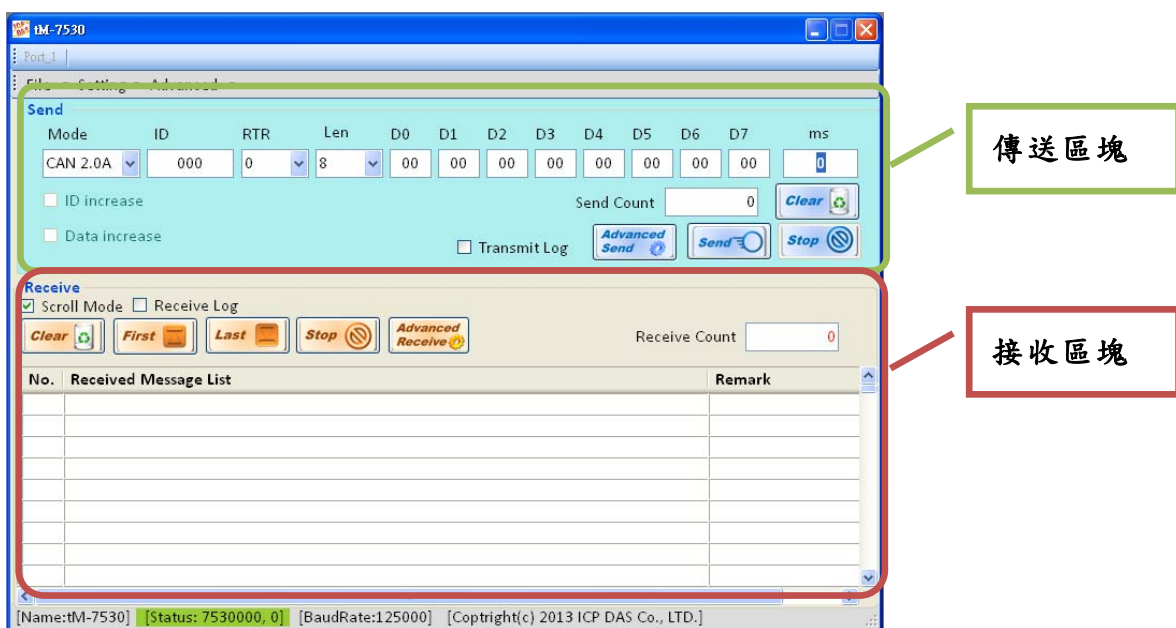 tM-7530
Port_1
File Setting Advanced
Send
Mode ID RTR Len D0 D1 D2 D3 D4 D5 D6 D7 ms
CAN 2.0A 000 0 8 00 00 00 00 00 00 00 00 0
ID increase
Send Count 0 Clear
Data increase
Transmit Log Advanced Send Send Stop
傳送區塊
Receive
Scroll Mode Receive Log
Clear First Last Stop Advanced Receive Receive Count 0
No. Received Message List Remark
接收區塊
[Name:tM-7530] [Status: 7530000, 0] [BaudRate:125000] [Coptright(c) 2013 ICP DAS Co., LTD.]